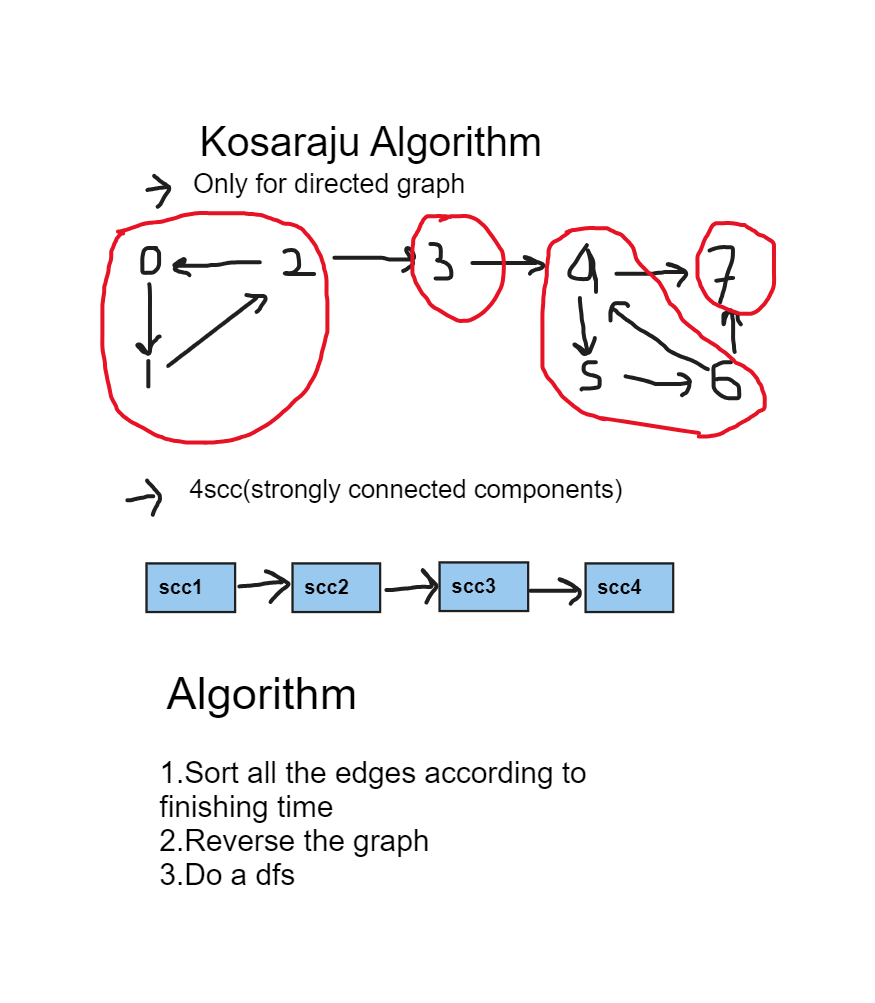 Kosaraju Algorithm
Only for directed graph
0 2 3 4 7
1 5 6
4scc(strongly connected components)
scc1 scc2 scc3 scc4
Algorithm
1.Sort all the edges according to
finishing time
2.Reverse the graph
3.Do a dfs